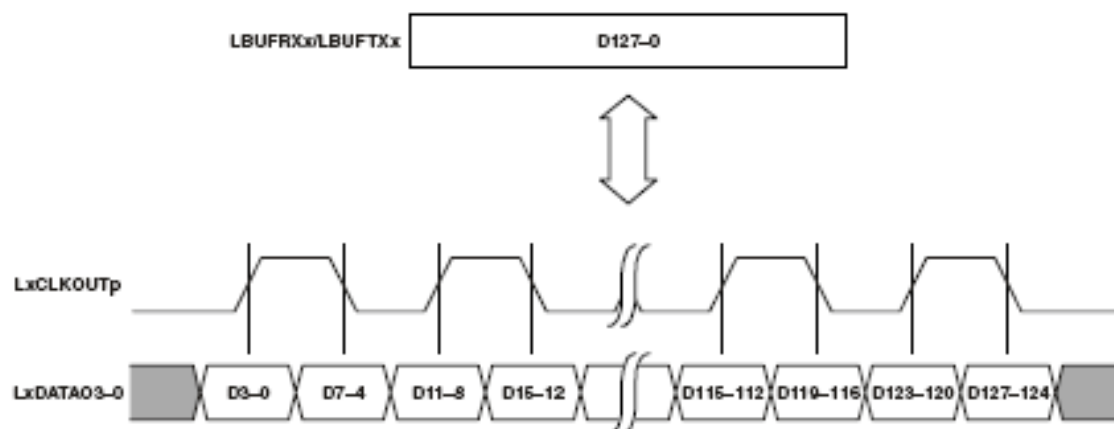 LBUFRXx/LBUFTXx D127–0
LxCLKOUTp
LxDATAO3–0 D3–0 D7–4 D11–8 D15–12 D115–112 D119–116 D123–120 D127–124